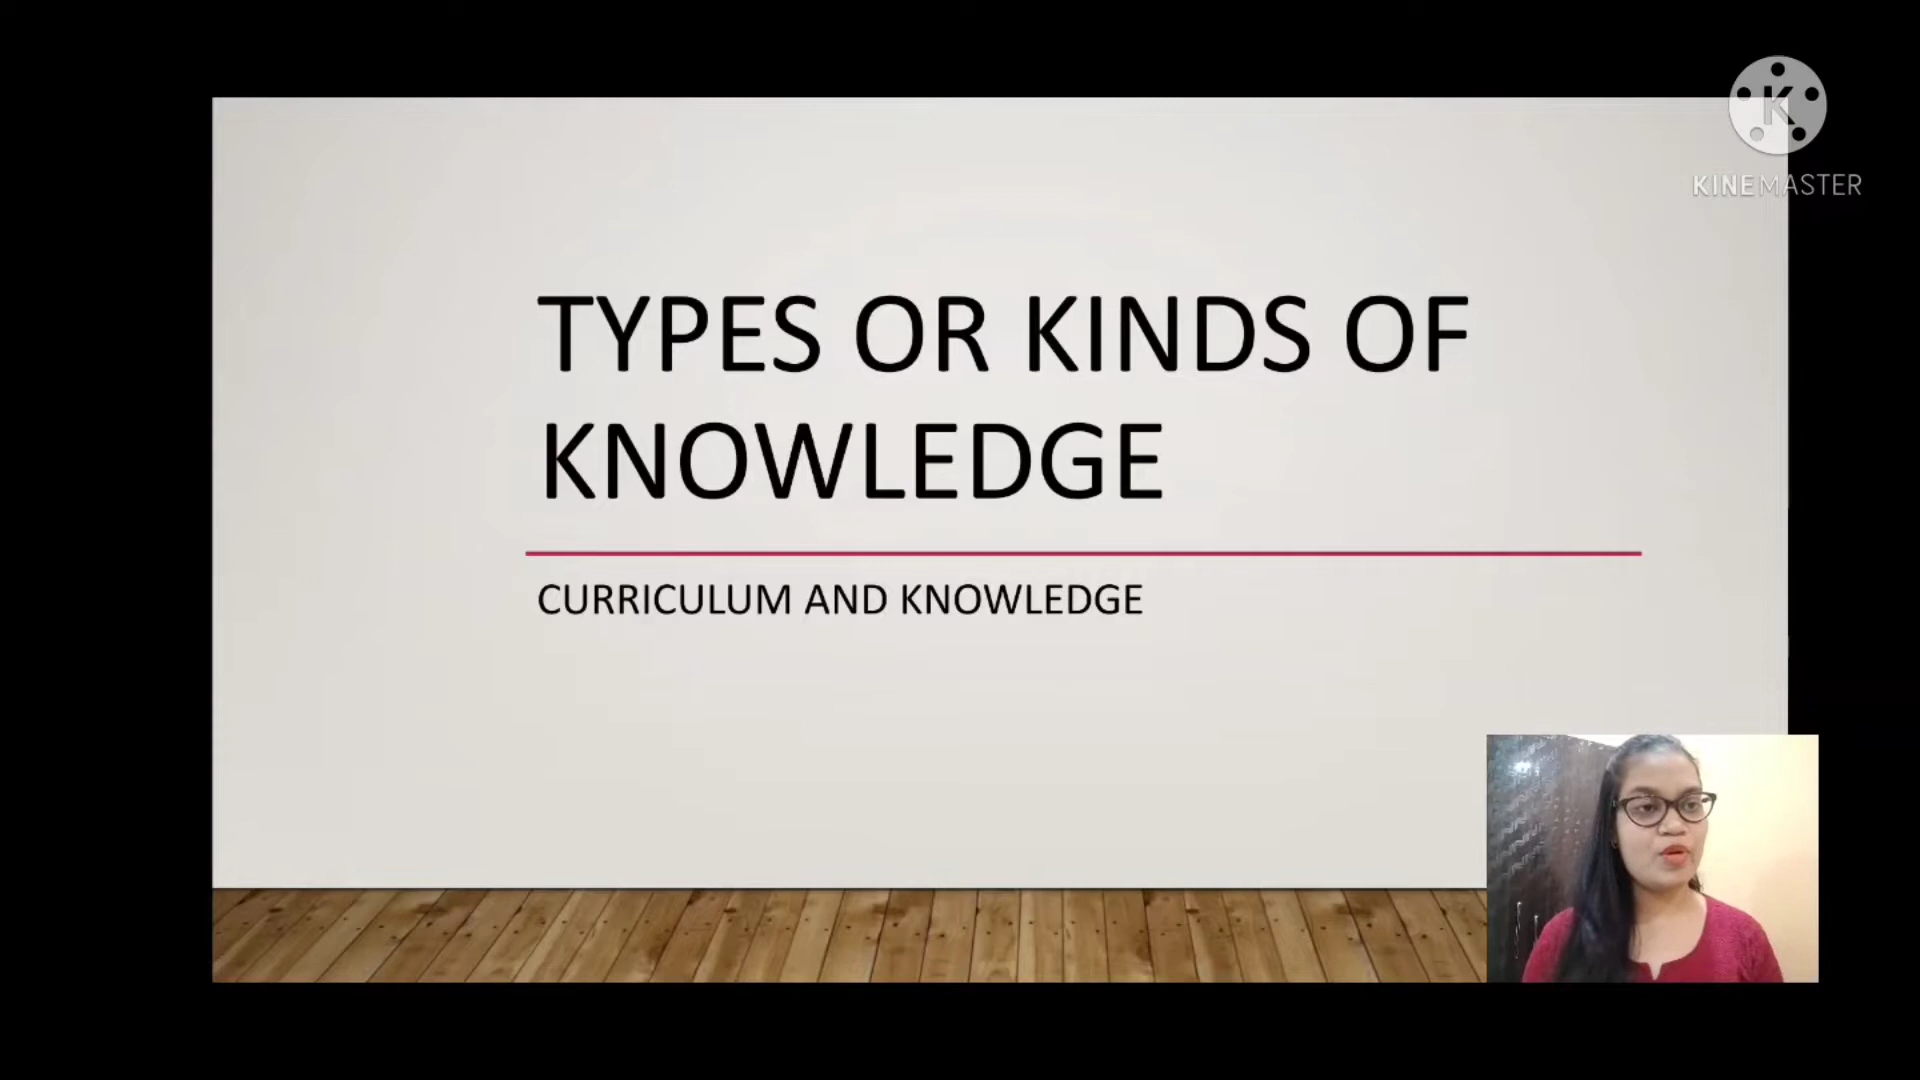 K
KINEMASTER
TYPES OR KINDS OF
KNOWLEDGE
CURRICULUM AND KNOWLEDGE